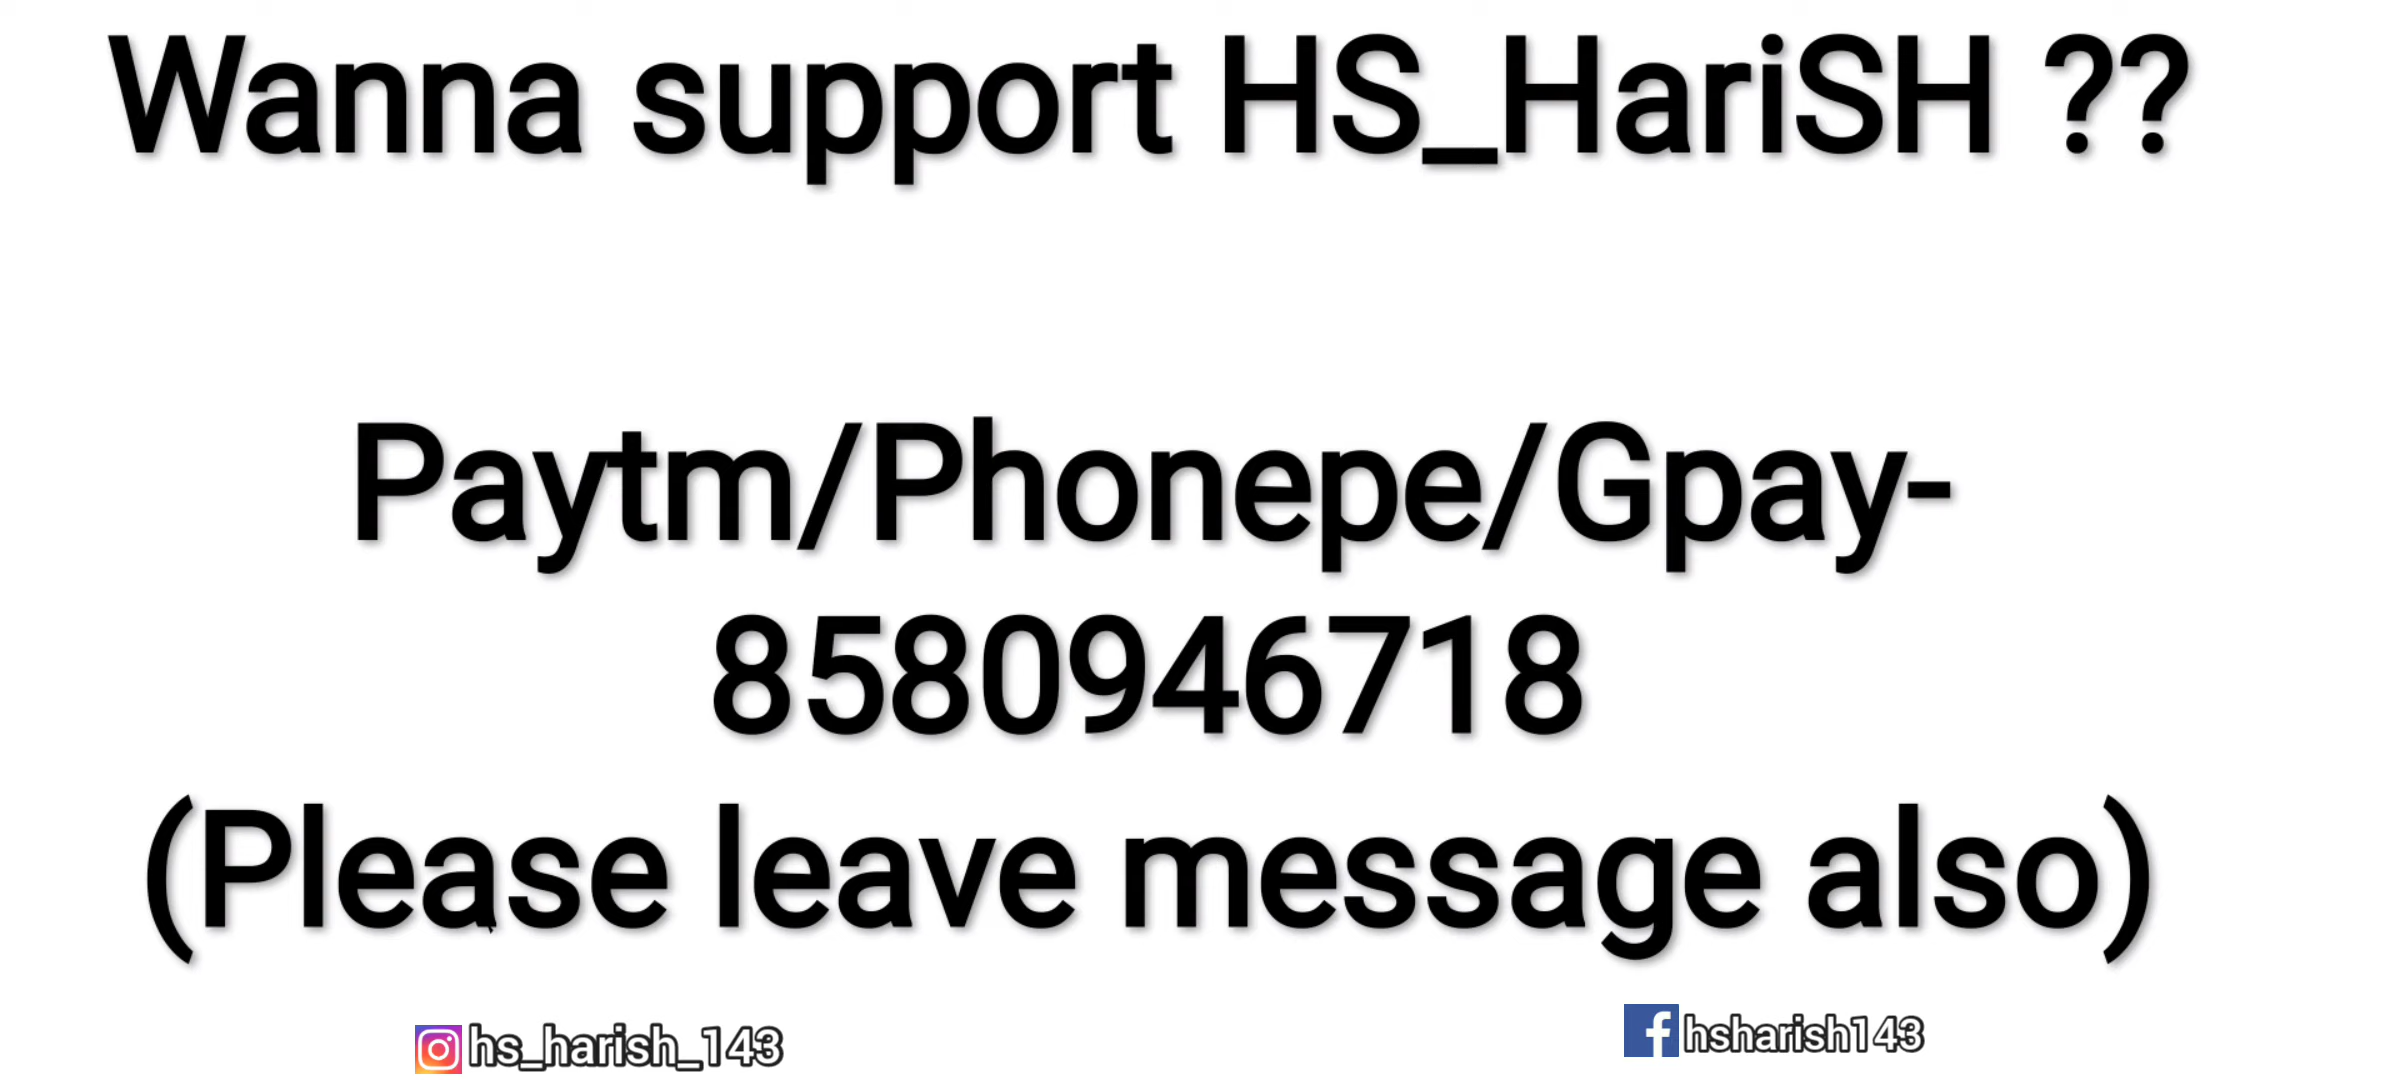 Wanna support HS_HariSH ??
Paytm/Phonepe/Gpay-
8580946718
(Please leave message also)
hs_harish_143
hsharish143